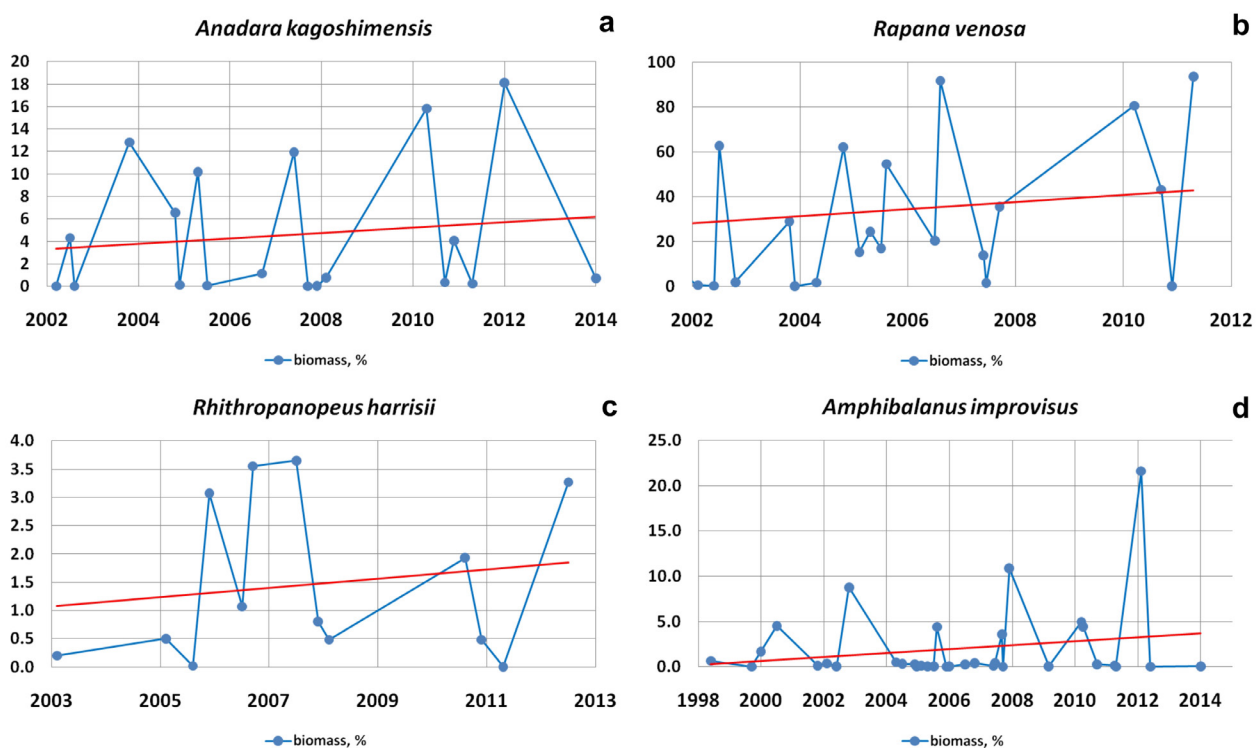 Anadara kagoshimensis
a
20
18
16
14
12
10
8
6
4
2
0
2002 2004 2006 2008 2010 2012 2014
biomass, %
Rapana venosa
b
100
80
60
40
20
0
2002 2004 2006 2008 2010 2012
biomass, %
Rhithropanopeus harrisii
c
4.0
3.5
3.0
2.5
2.0
1.5
1.0
0.5
0.0
2003 2005 2007 2009 2011 2013
biomass, %
Amphibalanus improvisus
d
25.0
20.0
15.0
10.0
5.0
0.0
1998 2000 2002 2004 2006 2008 2010 2012 2014
biomass, %